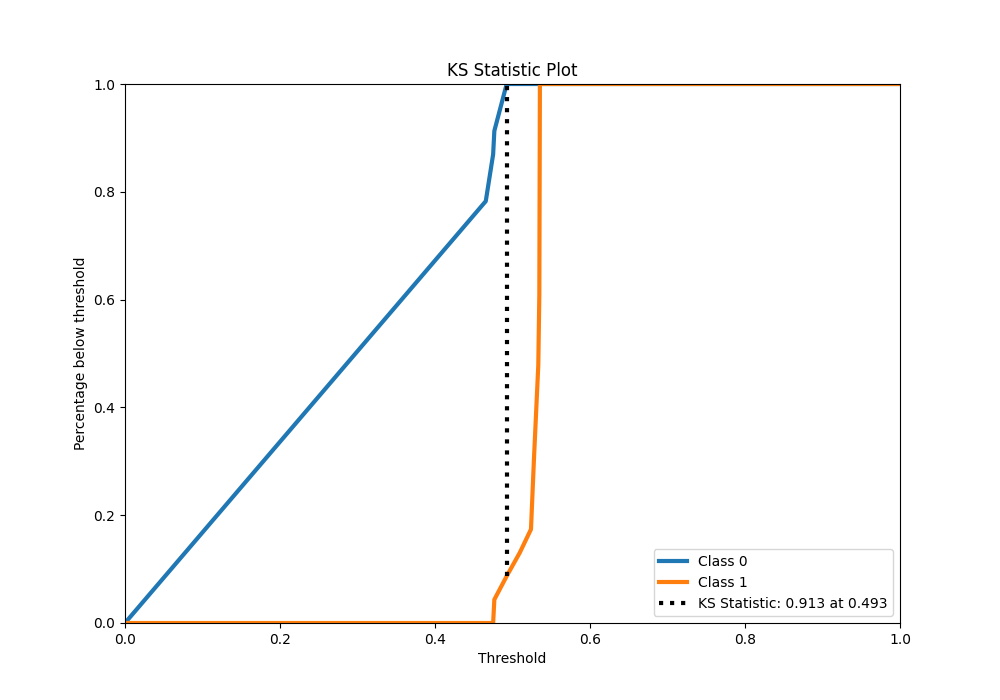 KS Statistic Plot
Percentage below threshold
1.0
0.8
0.6
0.4
0.2
0.0
0.0 0.2 0.4 0.6 0.8 1.0
Threshold
Class 0
Class 1
KS Statistic: 0.913 at 0.493